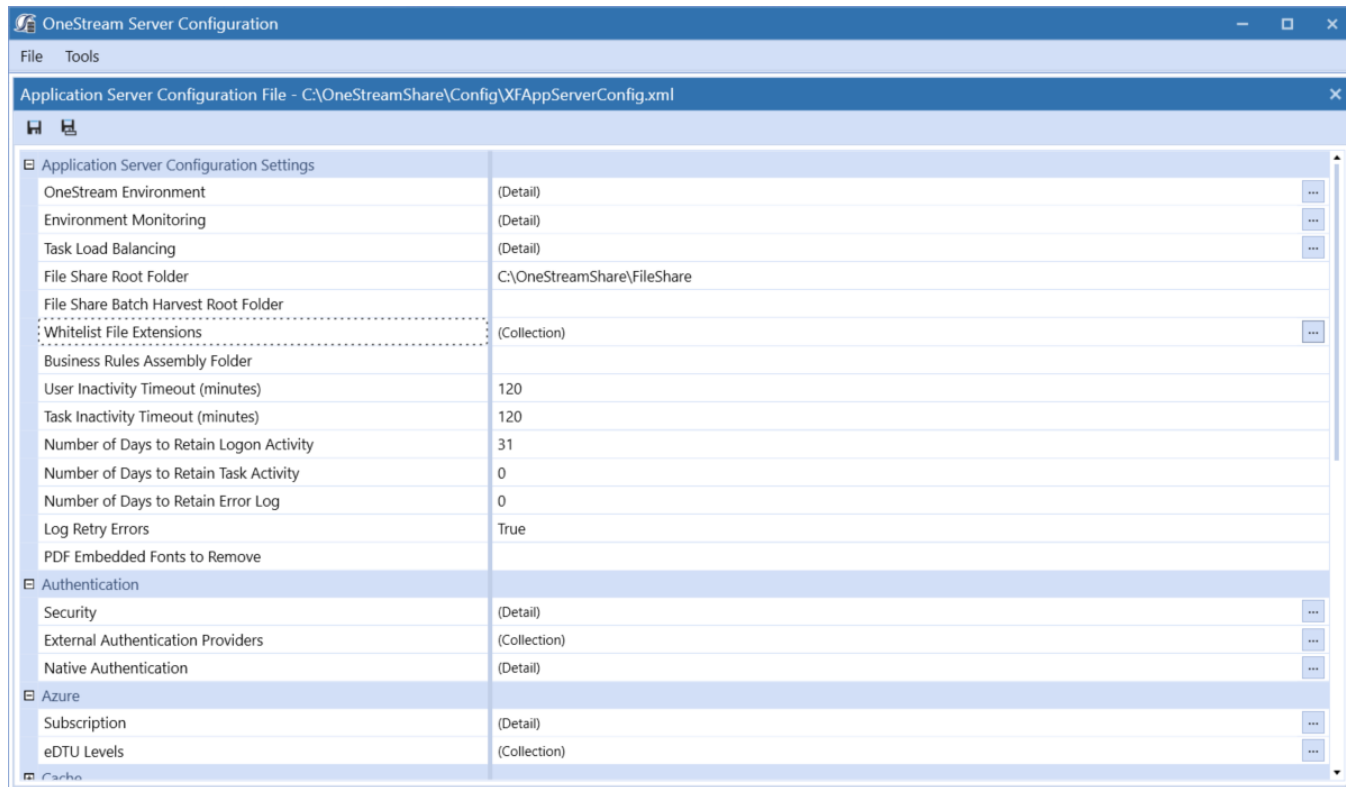 OneStream Server Configuration
File Tools
Application Server Configuration File - C:\OneStreamShare\Config\XFAppServerConfig.xml
Application Server Configuration Settings
OneStream Environment (Detail) ...
Environment Monitoring (Detail) ...
Task Load Balancing (Detail) ...
File Share Root Folder C:\OneStreamShare\FileShare
File Share Batch Harvest Root Folder
Whitelist File Extensions (Collection) ...
Business Rules Assembly Folder
User Inactivity Timeout (minutes) 120
Task Inactivity Timeout (minutes) 120
Number of Days to Retain Logon Activity 31
Number of Days to Retain Task Activity 0
Number of Days to Retain Error Log 0
Log Retry Errors True
PDF Embedded Fonts to Remove
Authentication
Security (Detail) ...
External Authentication Providers (Collection) ...
Native Authentication (Detail) ...
Azure
Subscription (Detail) ...
eDTU Levels (Collection) ...
Cache